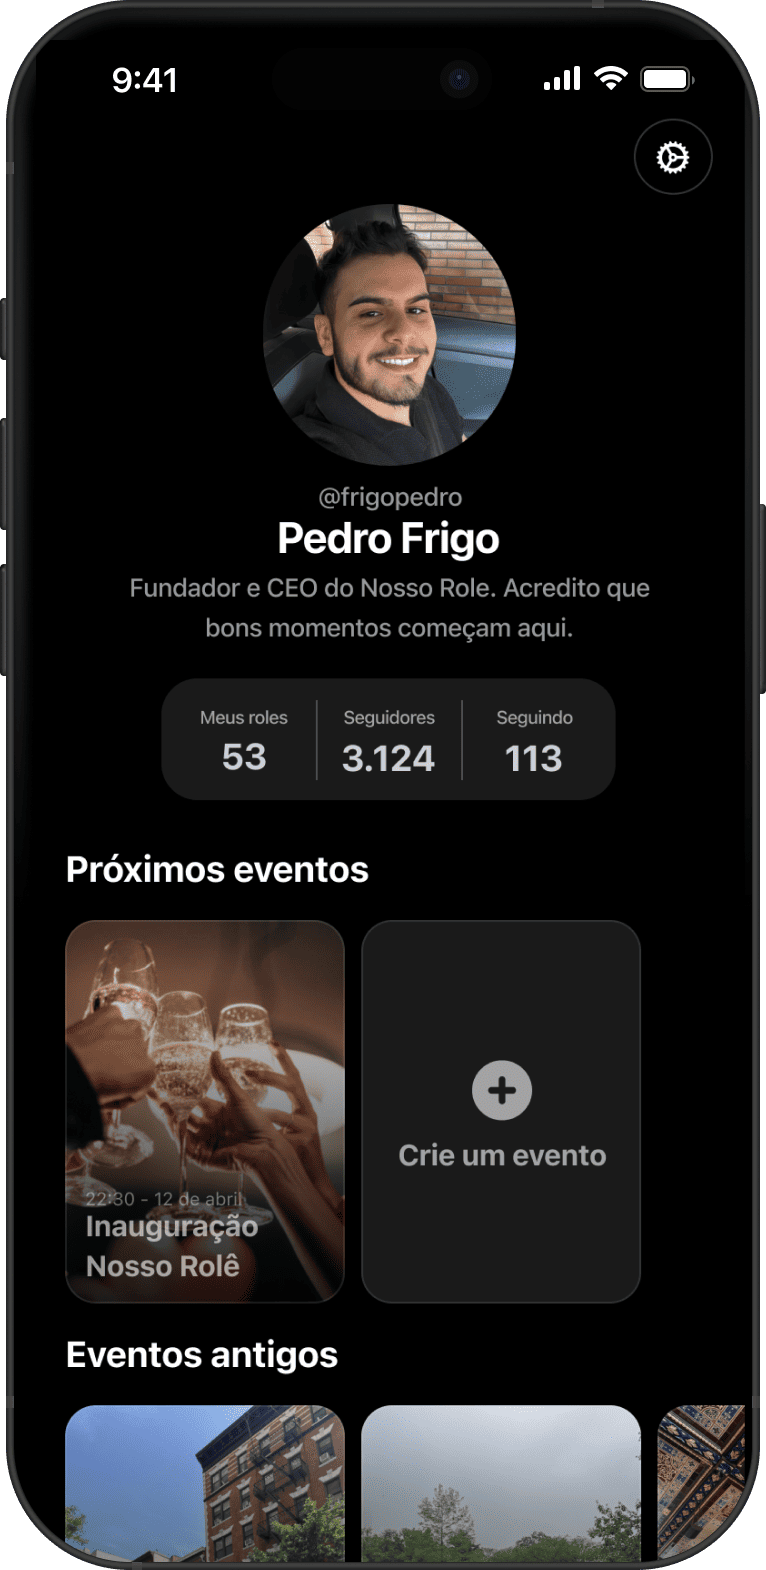 9:41
@frigopedro
Pedro Frigo
Fundador e CEO do Nosso Role. Acredito que
bons momentos começam aqui.
Meus roles
53
Seguidores
3.124
Seguindo
113
Próximos eventos
22:30 - 12 de abril
Inauguração
Nosso Rolê
Crie um evento
Eventos antigos